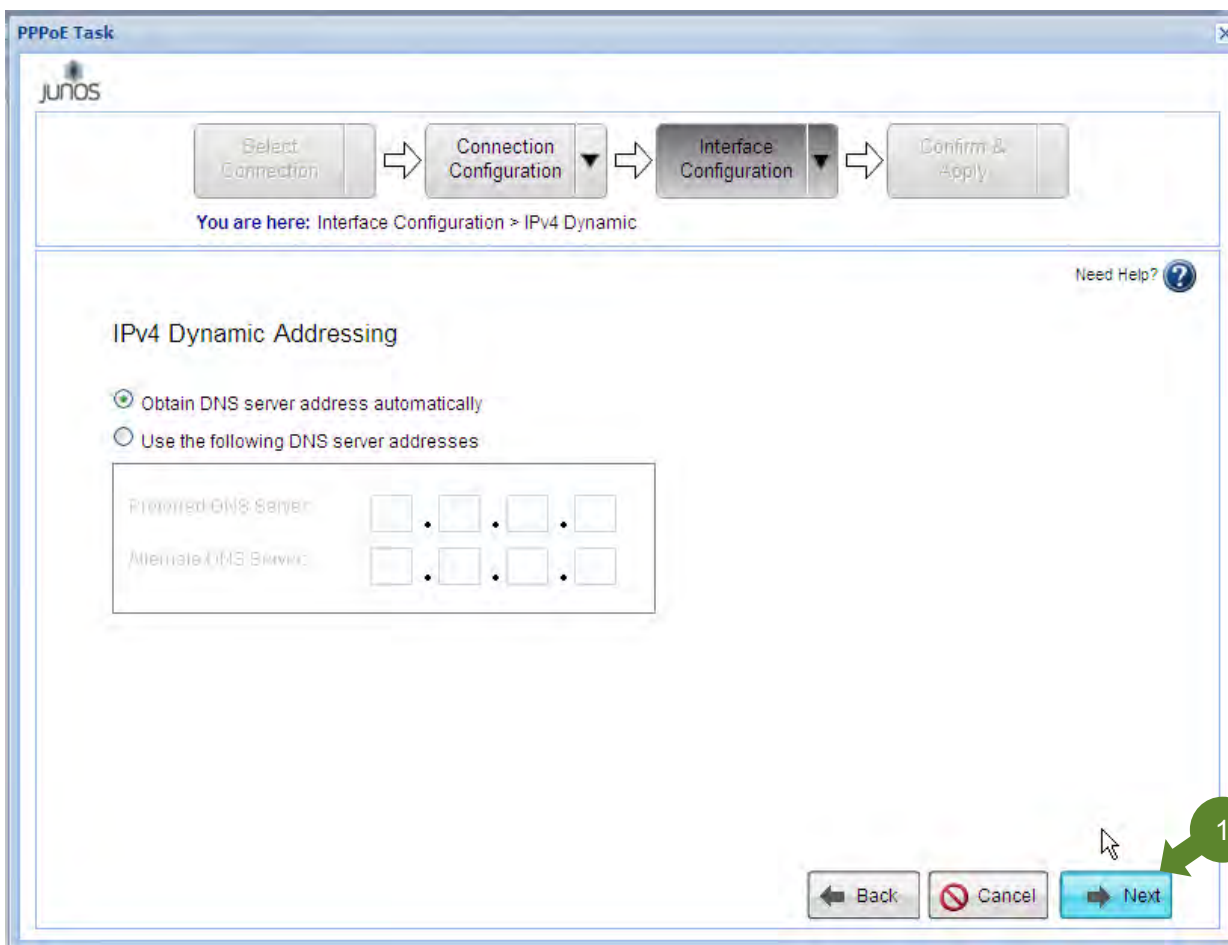 PPPoE Task
JUNOS
Select
Connection
Connection
Configuration
Interface
Configuration
Confirm &
Apply
You are here: Interface Configuration > IPv4 Dynamic
Need Help? ?
IPv4 Dynamic Addressing
Obtain DNS server address automatically
Use the following DNS server addresses
Preferred DNS Server:
. . .
Alternate DNS Server:
. . .
1
Back
Cancel
Next